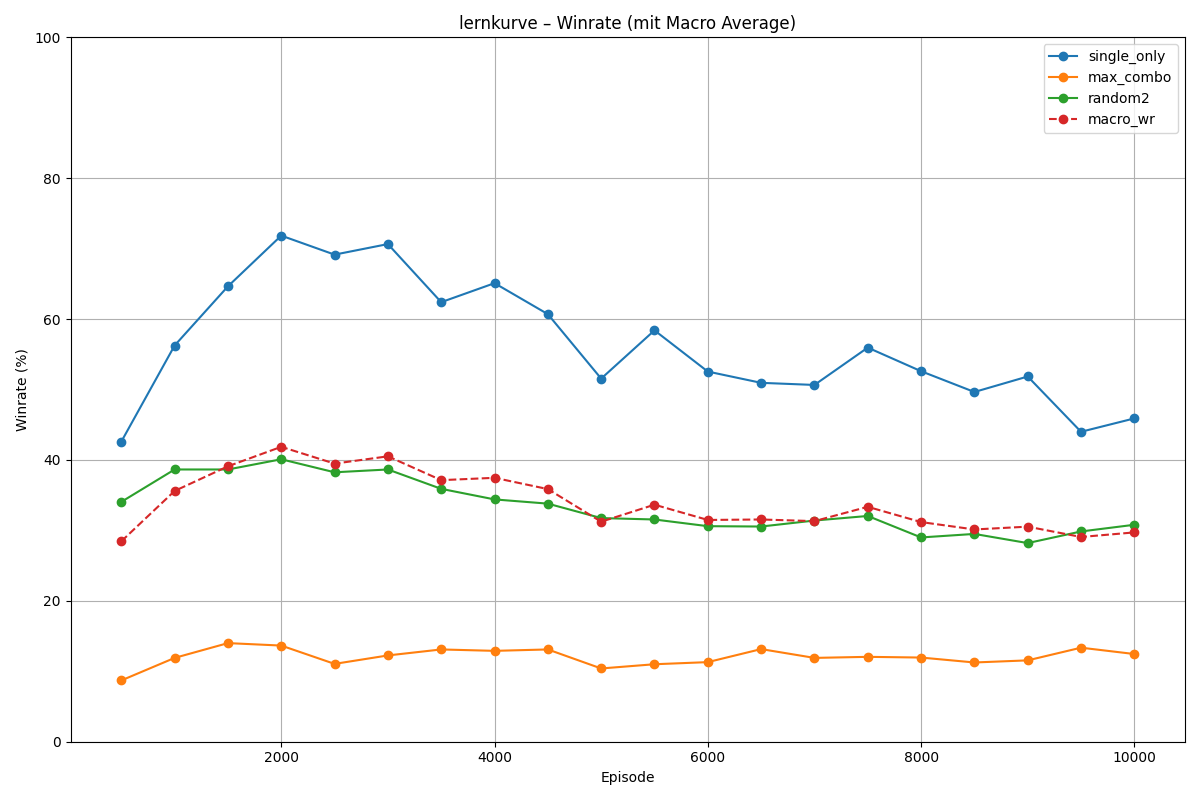 lernkurve – Winrate (mit Macro Average)
100
80
60
40
20
0
Winrate (%)
2000
4000
6000
8000
10000
Episode
single_only
max_combo
random2
macro_wr